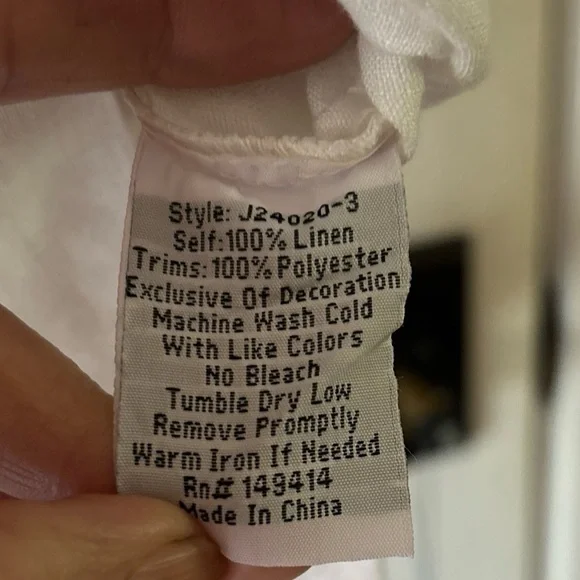 Style: J24020-3
Self:100% Linen
Trims:100% Polyester
Exclusive Of Decoration
Machine Wash Cold
With Like Colors
No Bleach
Tumble Dry Low
Remove Promptly
Warm Iron If Needed
Rn# 149414
Made In China